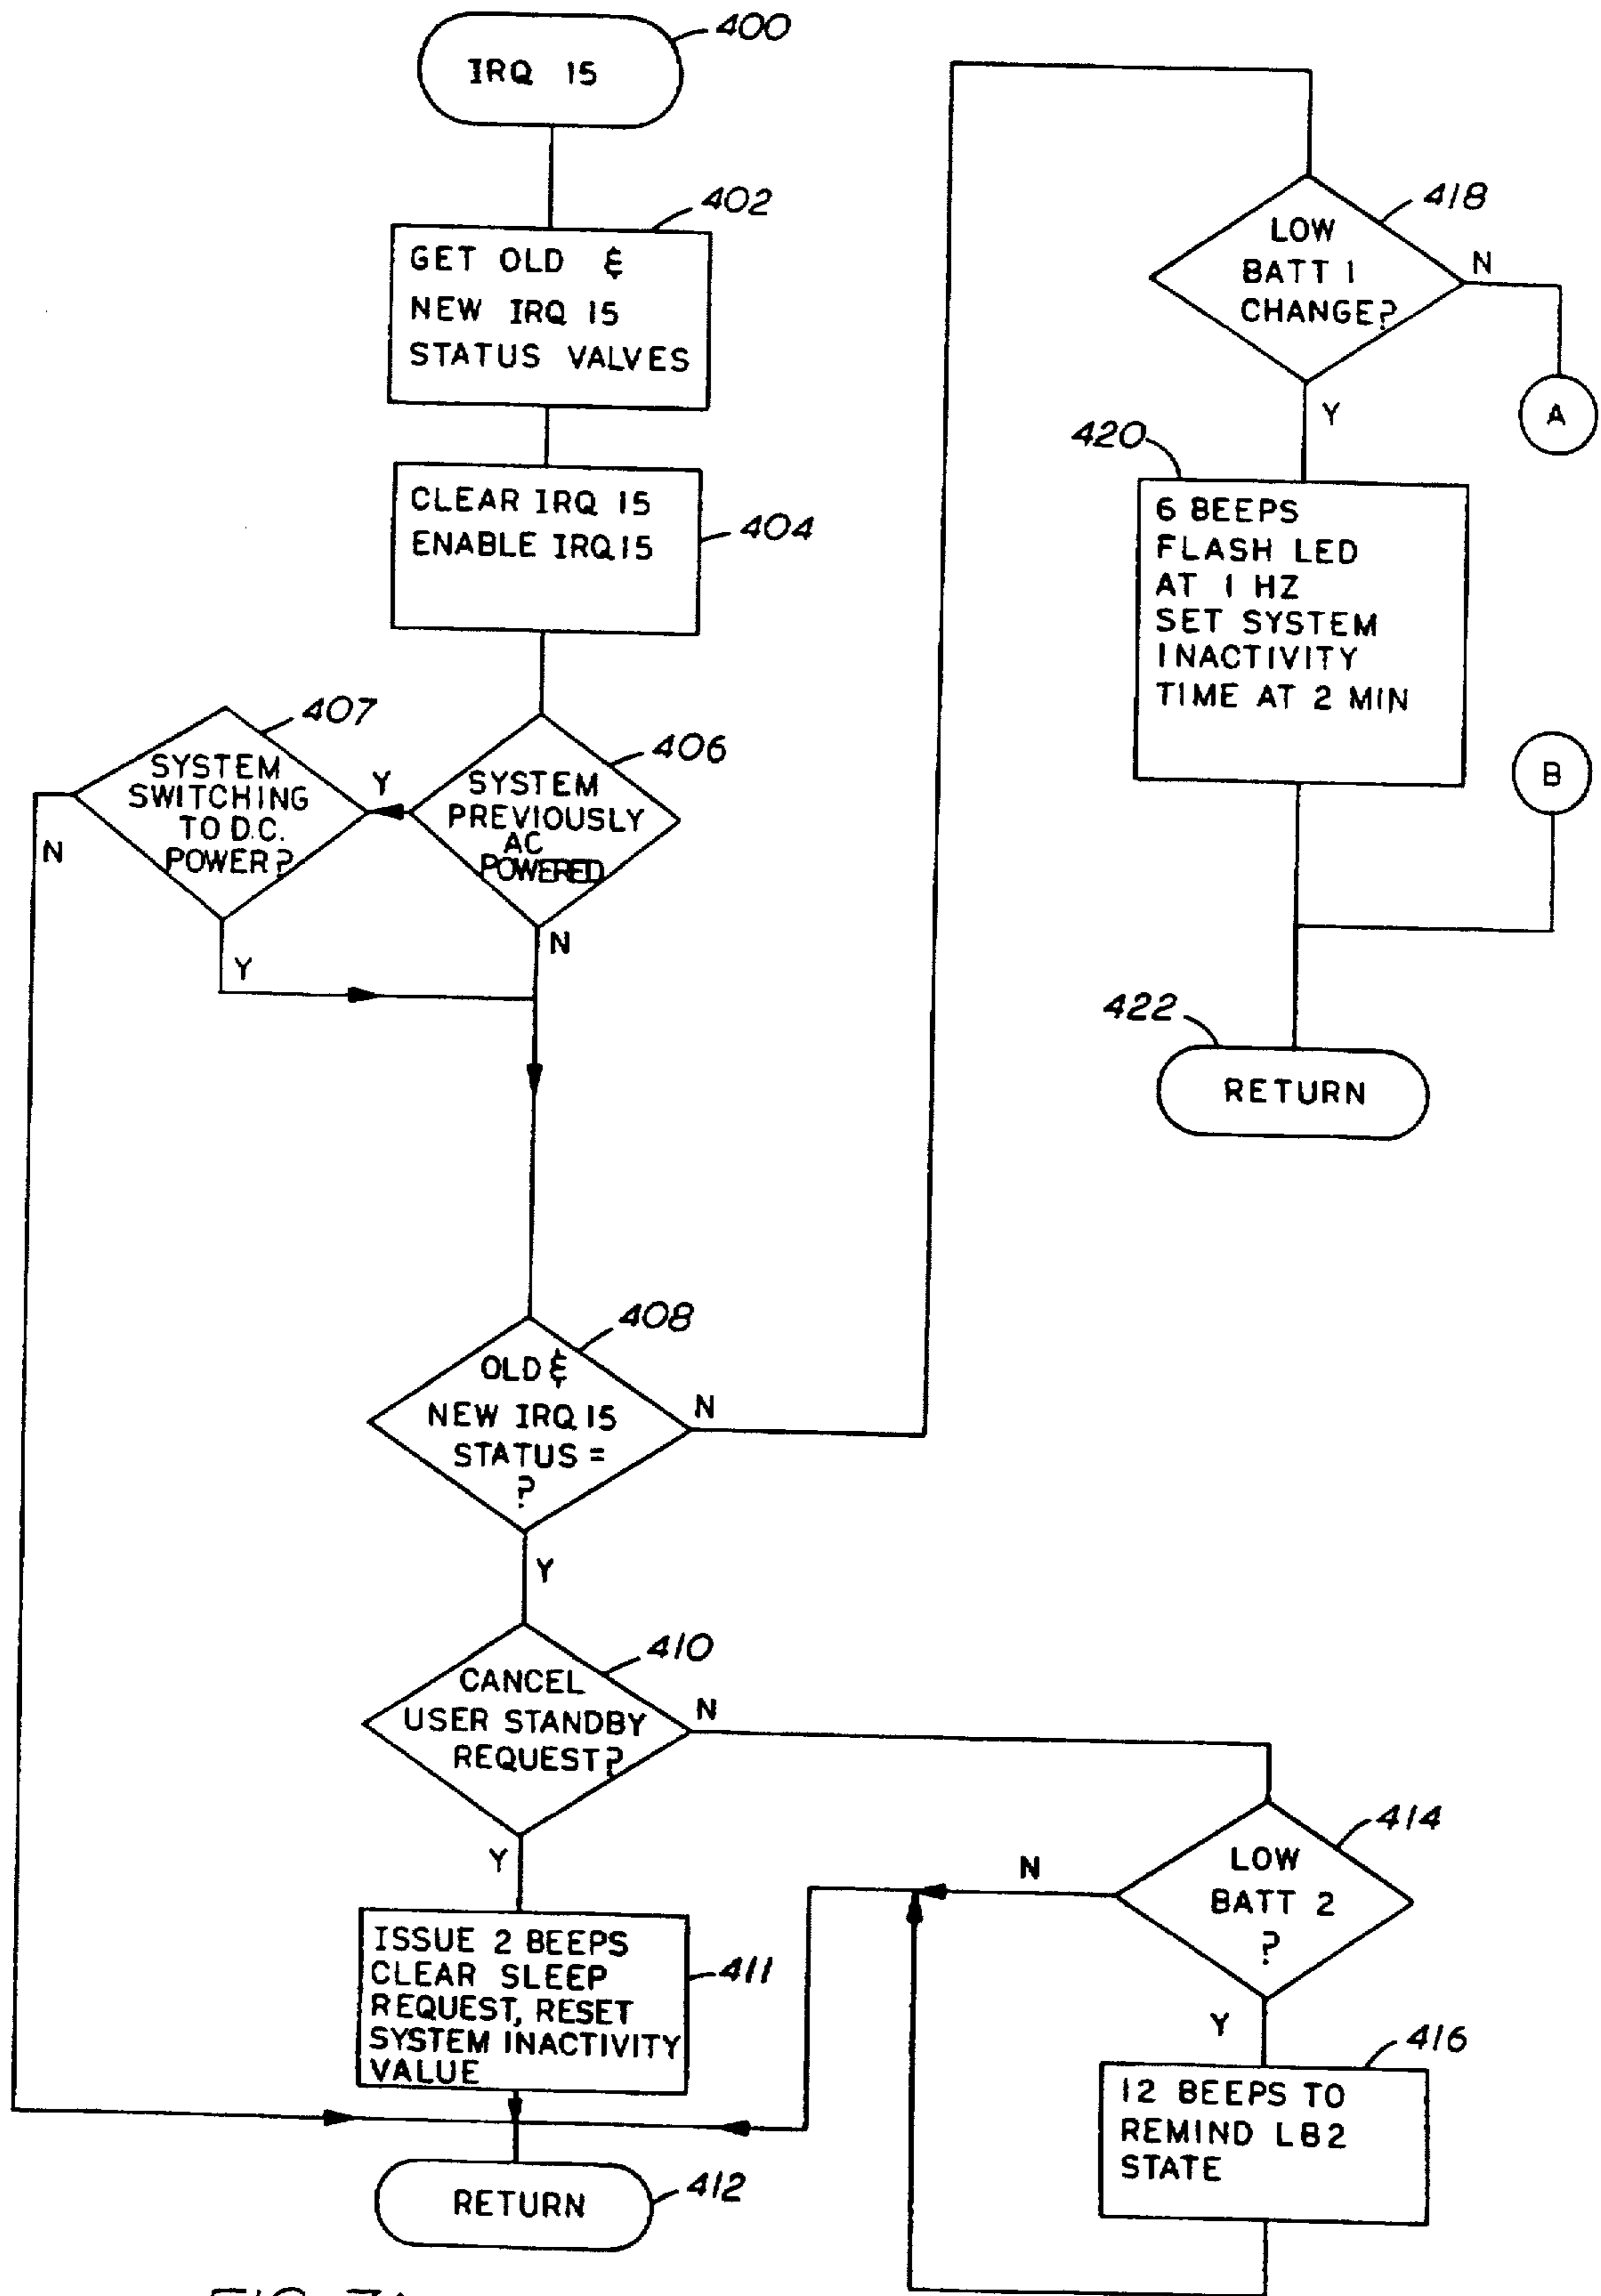 400
IRQ 15
402
GET OLD &
NEW IRQ 15
STATUS VALVES
CLEAR IRQ 15
ENABLE IRQ15
404
407
SYSTEM
SWITCHING
TO D.C.
POWER?
Y
N
Y
406
SYSTEM
PREVIOUSLY
AC
POWERED
N
408
OLD &
NEW IRQ 15
STATUS =
?
N
Y
410
CANCEL
USER STANDBY
REQUEST?
N
Y
ISSUE 2 BEEPS
CLEAR SLEEP
REQUEST, RESET
SYSTEM INACTIVITY
VALUE
411
RETURN
412
414
LOW
BATT 2
?
N
Y
416
12 BEEPS TO
REMIND LB2
STATE
418
LOW
BATT 1
CHANGE?
N
A
Y
420
6 BEEPS
FLASH LED
AT 1 HZ
SET SYSTEM
INACTIVITY
TIME AT 2 MIN
B
422
RETURN